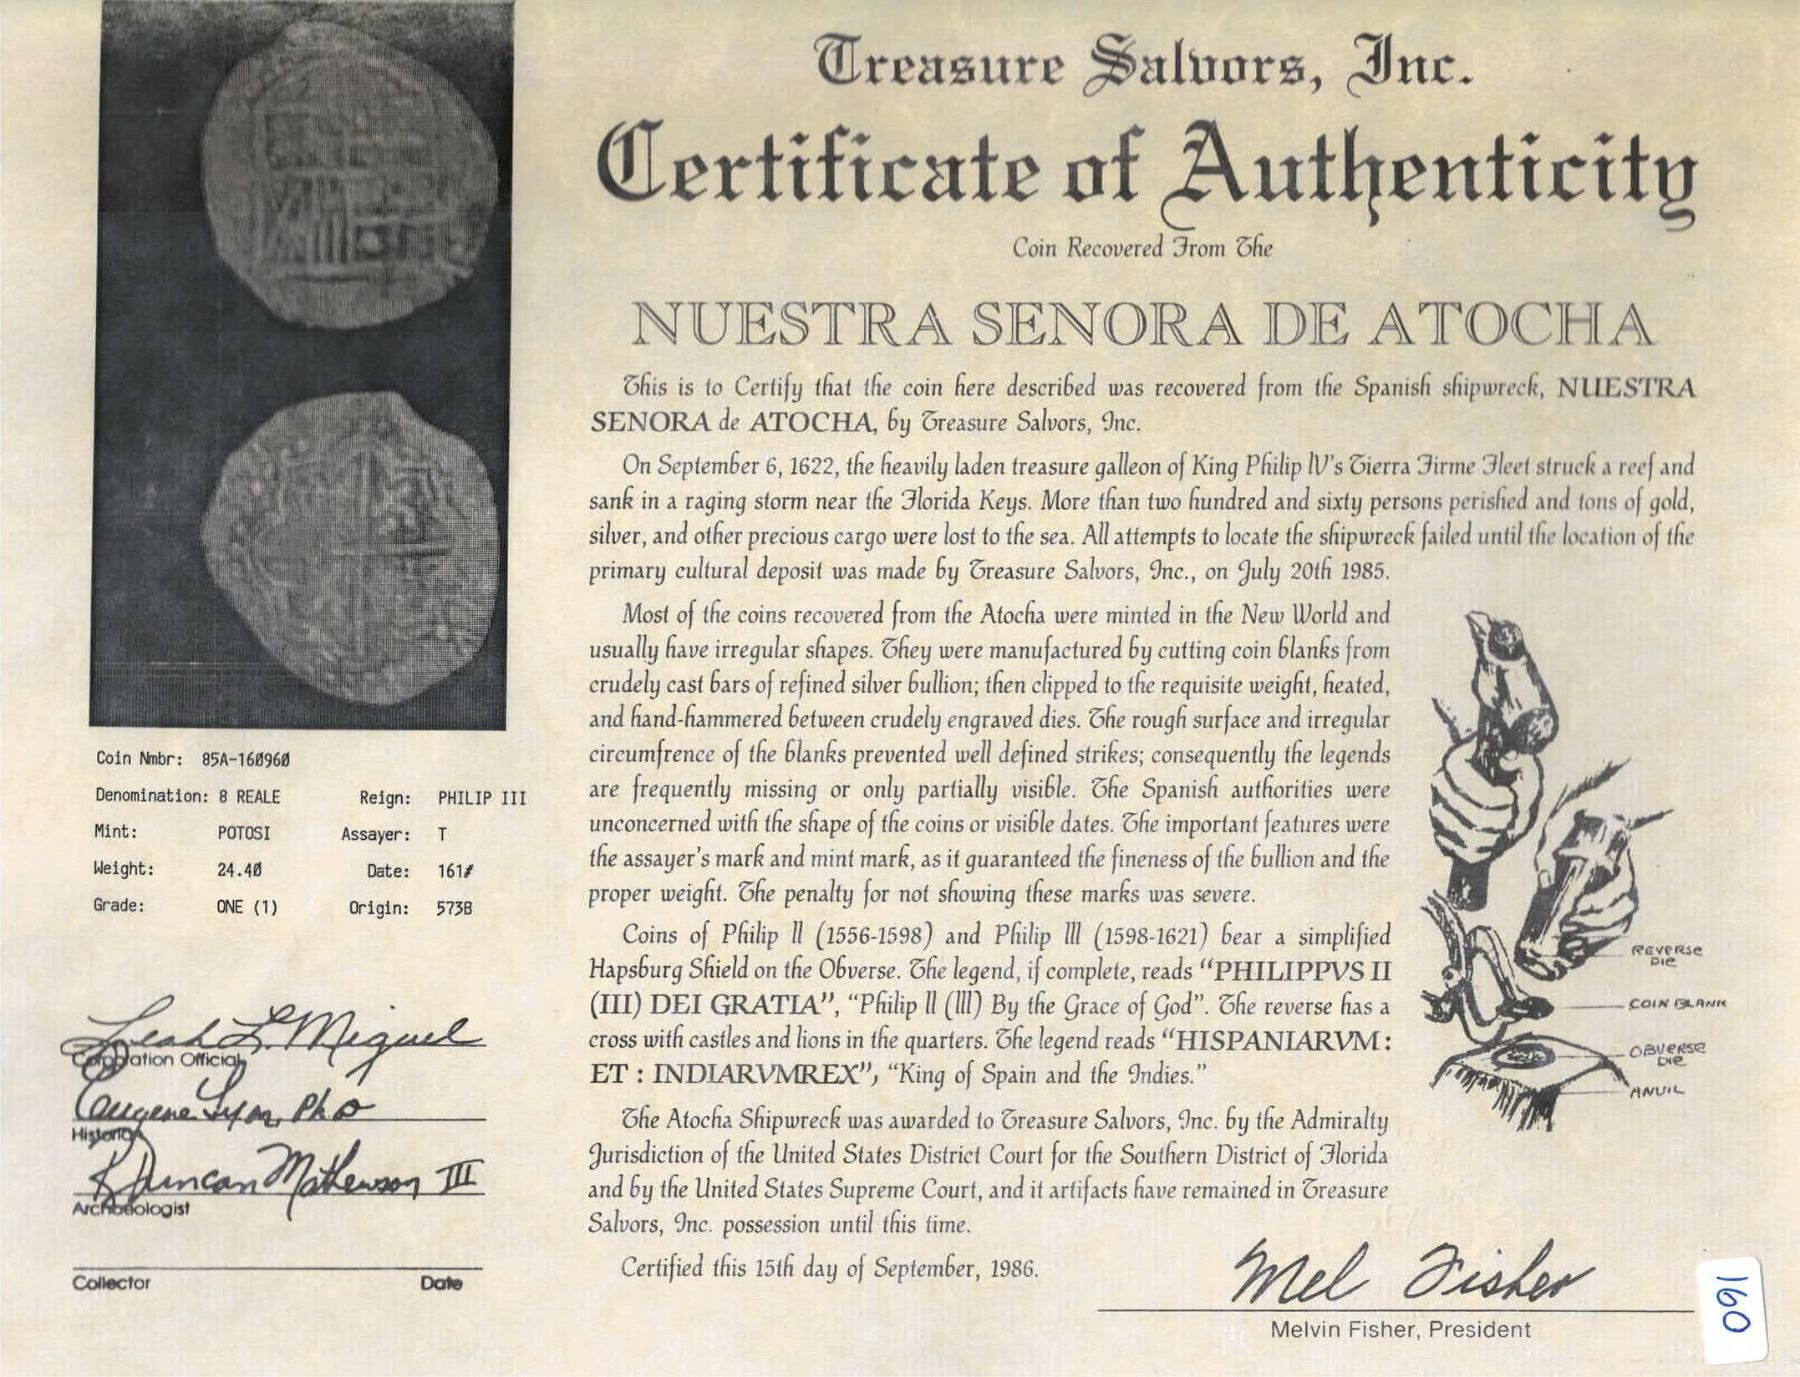 Treasure Salvors, Inc.
Certificate of Authenticity
Coin Recovered From The
NUESTRA SENORA DE ATOCHA
This is to Certify that the coin here described was recovered from the Spanish shipwreck, NUESTRA
SENORA de ATOCHA, by Treasure Salvors, Inc.
On September 6, 1622, the heavily laden treasure galleon of King Philip IV's Tierra Firme Fleet struck a reef and
sank in a raging storm near the Florida Keys. More than two hundred and sixty persons perished and tons of gold,
silver, and other precious cargo were lost to the sea. All attempts to locate the shipwreck failed until the location of the
primary cultural deposit was made by Treasure Salvors, Inc., on July 20th 1985.
Most of the coins recovered from the Atocha were minted in the New World and
usually have irregular shapes. They were manufactured by cutting coin blanks from
crudely cast bars of refined silver bullion; then clipped to the requisite weight, heated,
and hand-hammered between crudely engraved dies. The rough surface and irregular
circumfrence of the blanks prevented well defined strikes; consequently the legends
are frequently missing or only partially visible. The Spanish authorities were
unconcerned with the shape of the coins or visible dates. The important features were
the assayer's mark and mint mark, as it guaranteed the fineness of the bullion and the
proper weight. The penalty for not showing these marks was severe.
Coins of Philip II (1556-1598) and Philip III (1598-1621) bear a simplified
Hapsburg Shield on the Obverse. The legend, if complete, reads "PHILIPPVS II
(III) DEI GRATIA", "Philip II (III) By the Grace of God". The reverse has a
cross with castles and lions in the quarters. The legend reads "HISPANIARVM:
ET : INDIARVMREX", "King of Spain and the Indies."
The Atocha Shipwreck was awarded to Treasure Salvors, Inc. by the Admiralty
Jurisdiction of the United States District Court for the Southern District of Florida
and by the United States Supreme Court, and it artifacts have remained in Treasure
Salvors, Inc. possession until this time.
Certified this 15th day of September, 1986.
Mel Fisher
Melvin Fisher, President
REVERSE
DIE
COIN BLANK
OBVERSE
DIE
ANVIL
Coin Nmbr: 85A-160960
Denomination: 8 REALE Reign: PHILIP III
Mint: POTOSI Assayer: T
Weight: 24.40 Date: 161#
Grade: ONE (1) Origin: 573B
Leah L. Miguel
Corporation Official
Eugene Lyon, PhD
Historian
R Duncan Mathewson III
Archaeologist
Collector Date
160